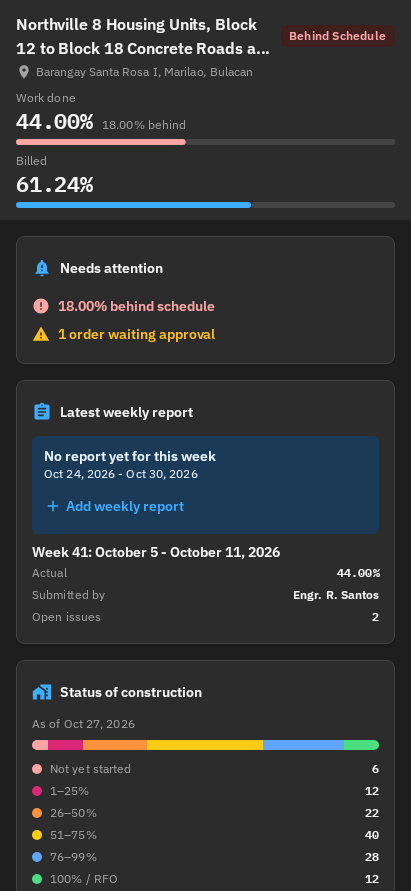 Northville 8 Housing Units, Block
12 to Block 18 Concrete Roads a...
Behind Schedule
Barangay Santa Rosa I, Marilao, Bulacan
Work done
44.00% 18.00% behind
Billed
61.24%
Needs attention
18.00% behind schedule
1 order waiting approval
Latest weekly report
No report yet for this week
Oct 24, 2026 - Oct 30, 2026
+ Add weekly report
Week 41: October 5 - October 11, 2026
Actual 44.00%
Submitted by Engr. R. Santos
Open issues 2
Status of construction
As of Oct 27, 2026
Not yet started 6
1–25% 12
26–50% 22
51–75% 40
76–99% 28
100% / RFO 12